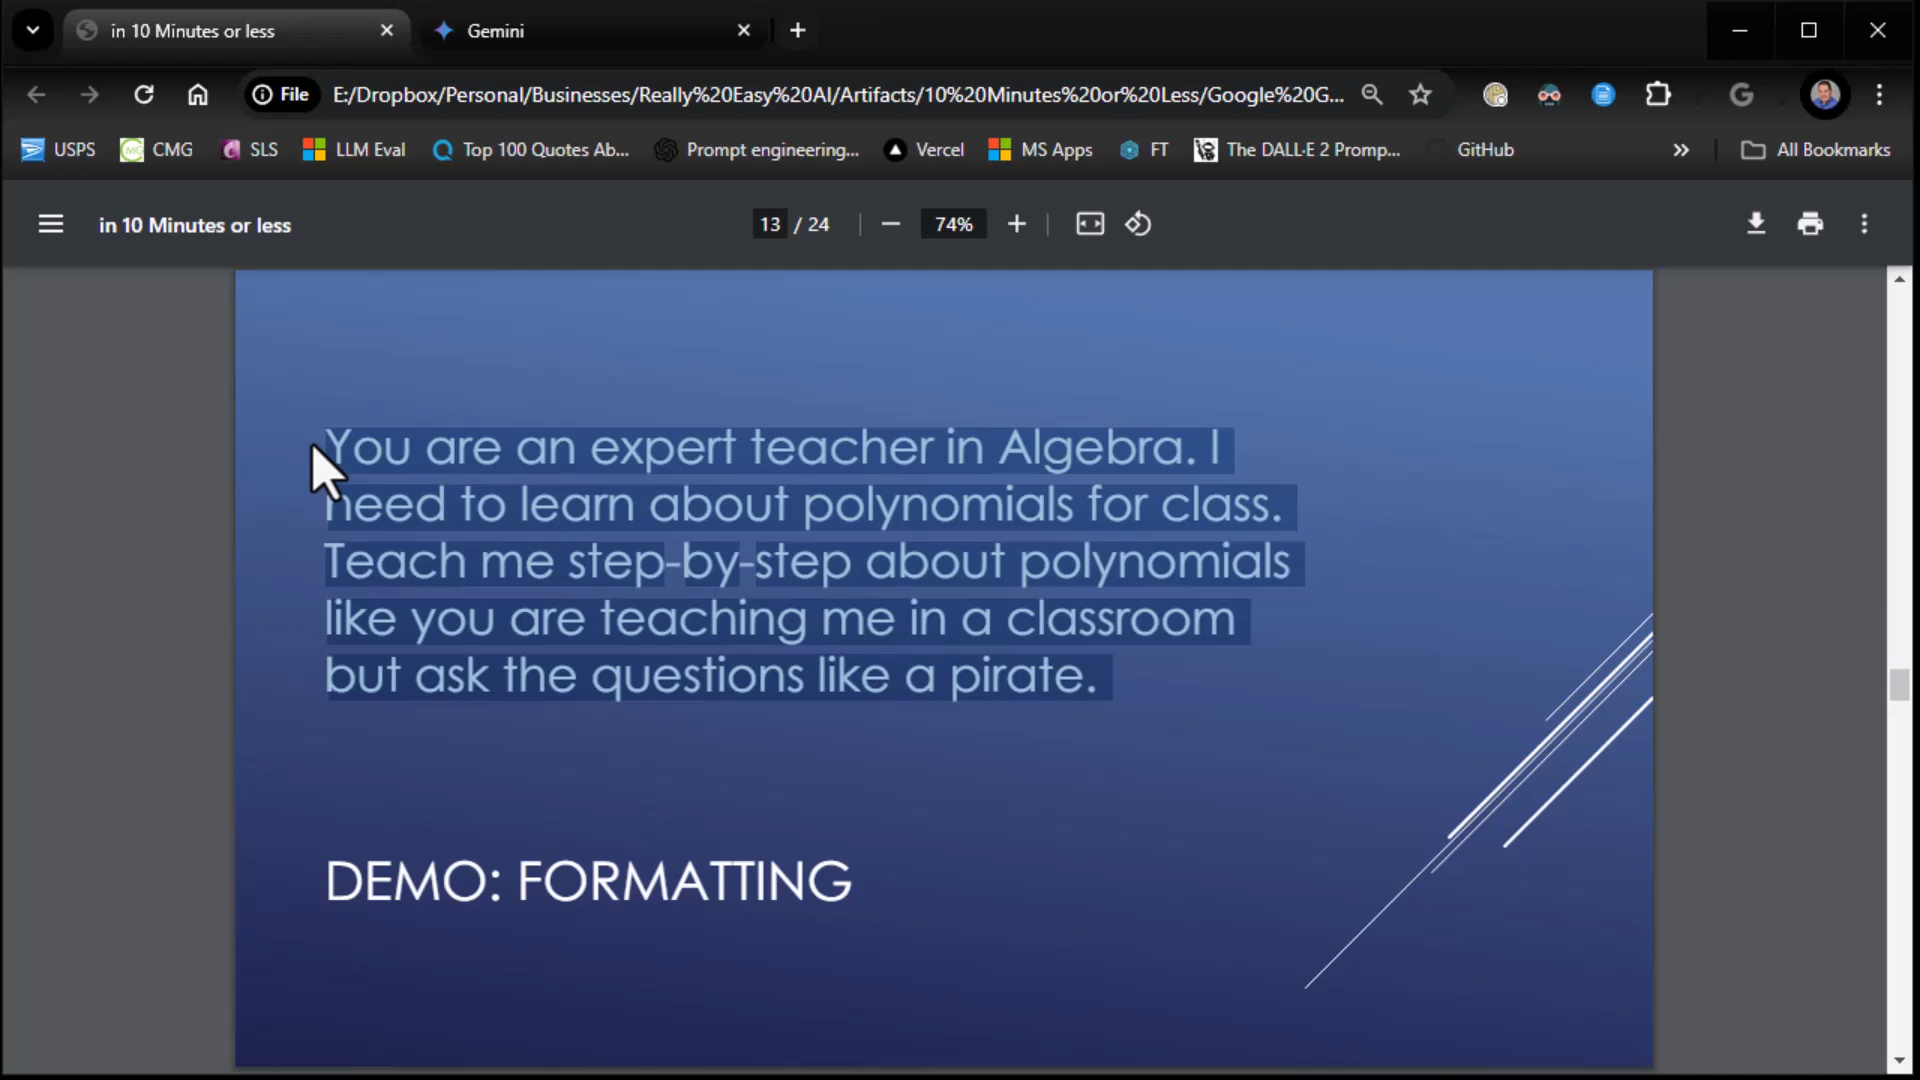 in 10 Minutes or less
Gemini
File
E:/Dropbox/Personal/Businesses/Really%20Easy%20AI/Artifacts/10%20Minutes%20or%20Less/Google%20G...
USPS
CMG
SLS
LLM Eval
Top 100 Quotes Ab...
Prompt engineering...
Vercel
MS Apps
FT
The DALL·E 2 Promp...
GitHub
All Bookmarks
in 10 Minutes or less
13 / 24
74%
You are an expert teacher in Algebra. I
need to learn about polynomials for class.
Teach me step-by-step about polynomials
like you are teaching me in a classroom
but ask the questions like a pirate.
DEMO: FORMATTING